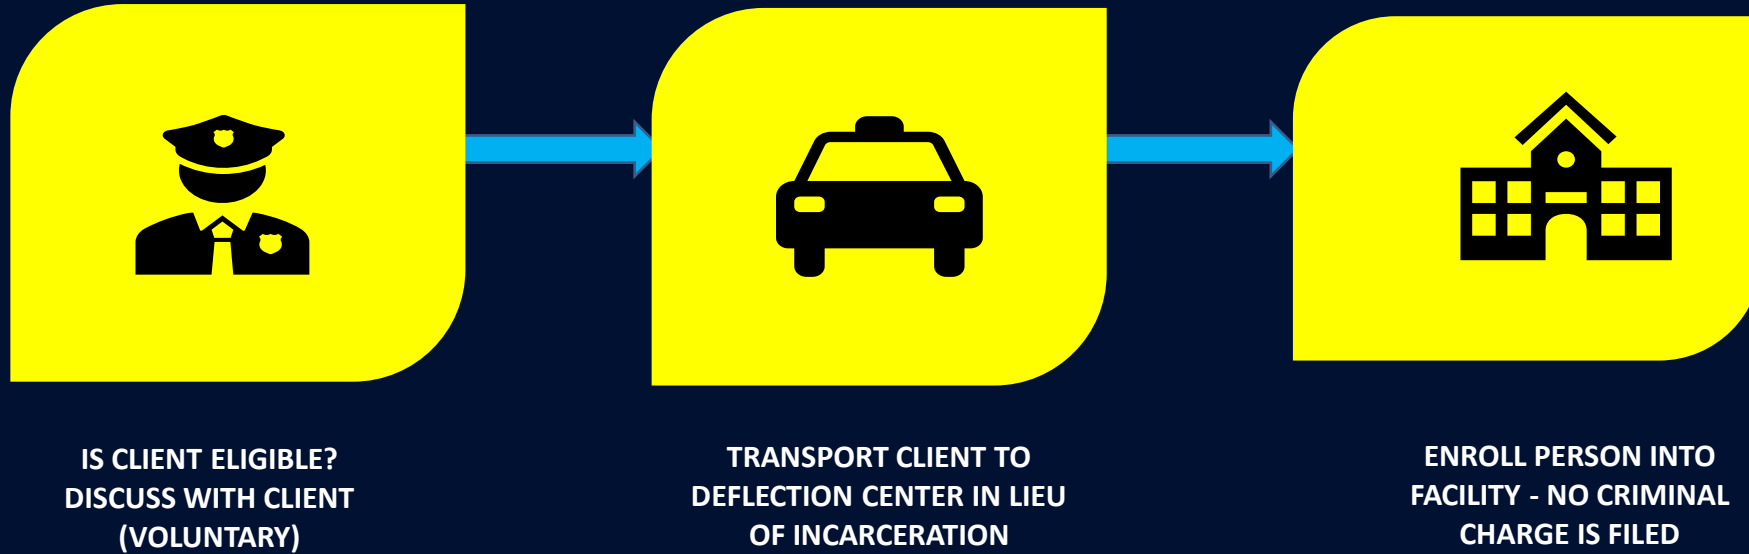 IS CLIENT ELIGIBLE?
DISCUSS WITH CLIENT
(VOLUNTARY)
TRANSPORT CLIENT TO
DEFLECTION CENTER IN LIEU
OF INCARCERATION
ENROLL PERSON INTO
FACILITY - NO CRIMINAL
CHARGE IS FILED